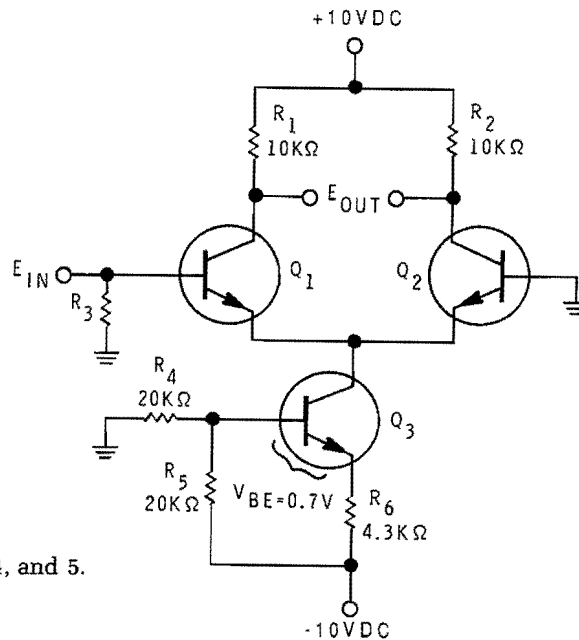 +10VDC
R1
10KΩ
R2
10KΩ
EOUT
EIN
Q1
Q2
R3
R4
20KΩ
Q3
R5
20KΩ
VBE=0.7V
R6
4.3KΩ
, and 5.
-10VDC